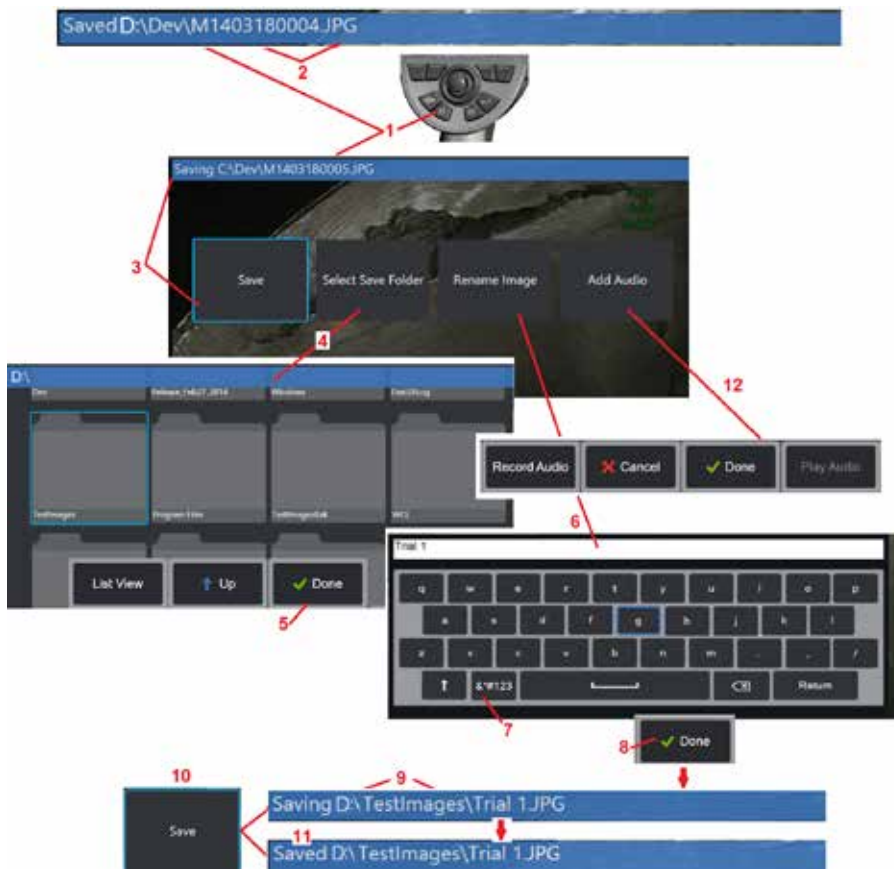 Saved D:\Dev\M1403180004.JPG
2
1
Saving C:\Dev\M1403180005.JPG
3
Save
Select Save Folder
Rename Image
Add Audio
4
12
D:\
Dev
Release_Feb27_2014
Windows
TestImages
Program Files
TestImagesBak
Record Audio
Cancel
Done
Play Audio
6
Trial 1
List View
Up
Done
5
q w e r t y u i o p
a s d f g h j k l
z x c v b n m . , /
&*#123
Return
7
8
Done
10
9
Saving D:\ TestImages\Trial 1.JPG
Save
11
Saved D:\ TestImages\Trial 1.JPG